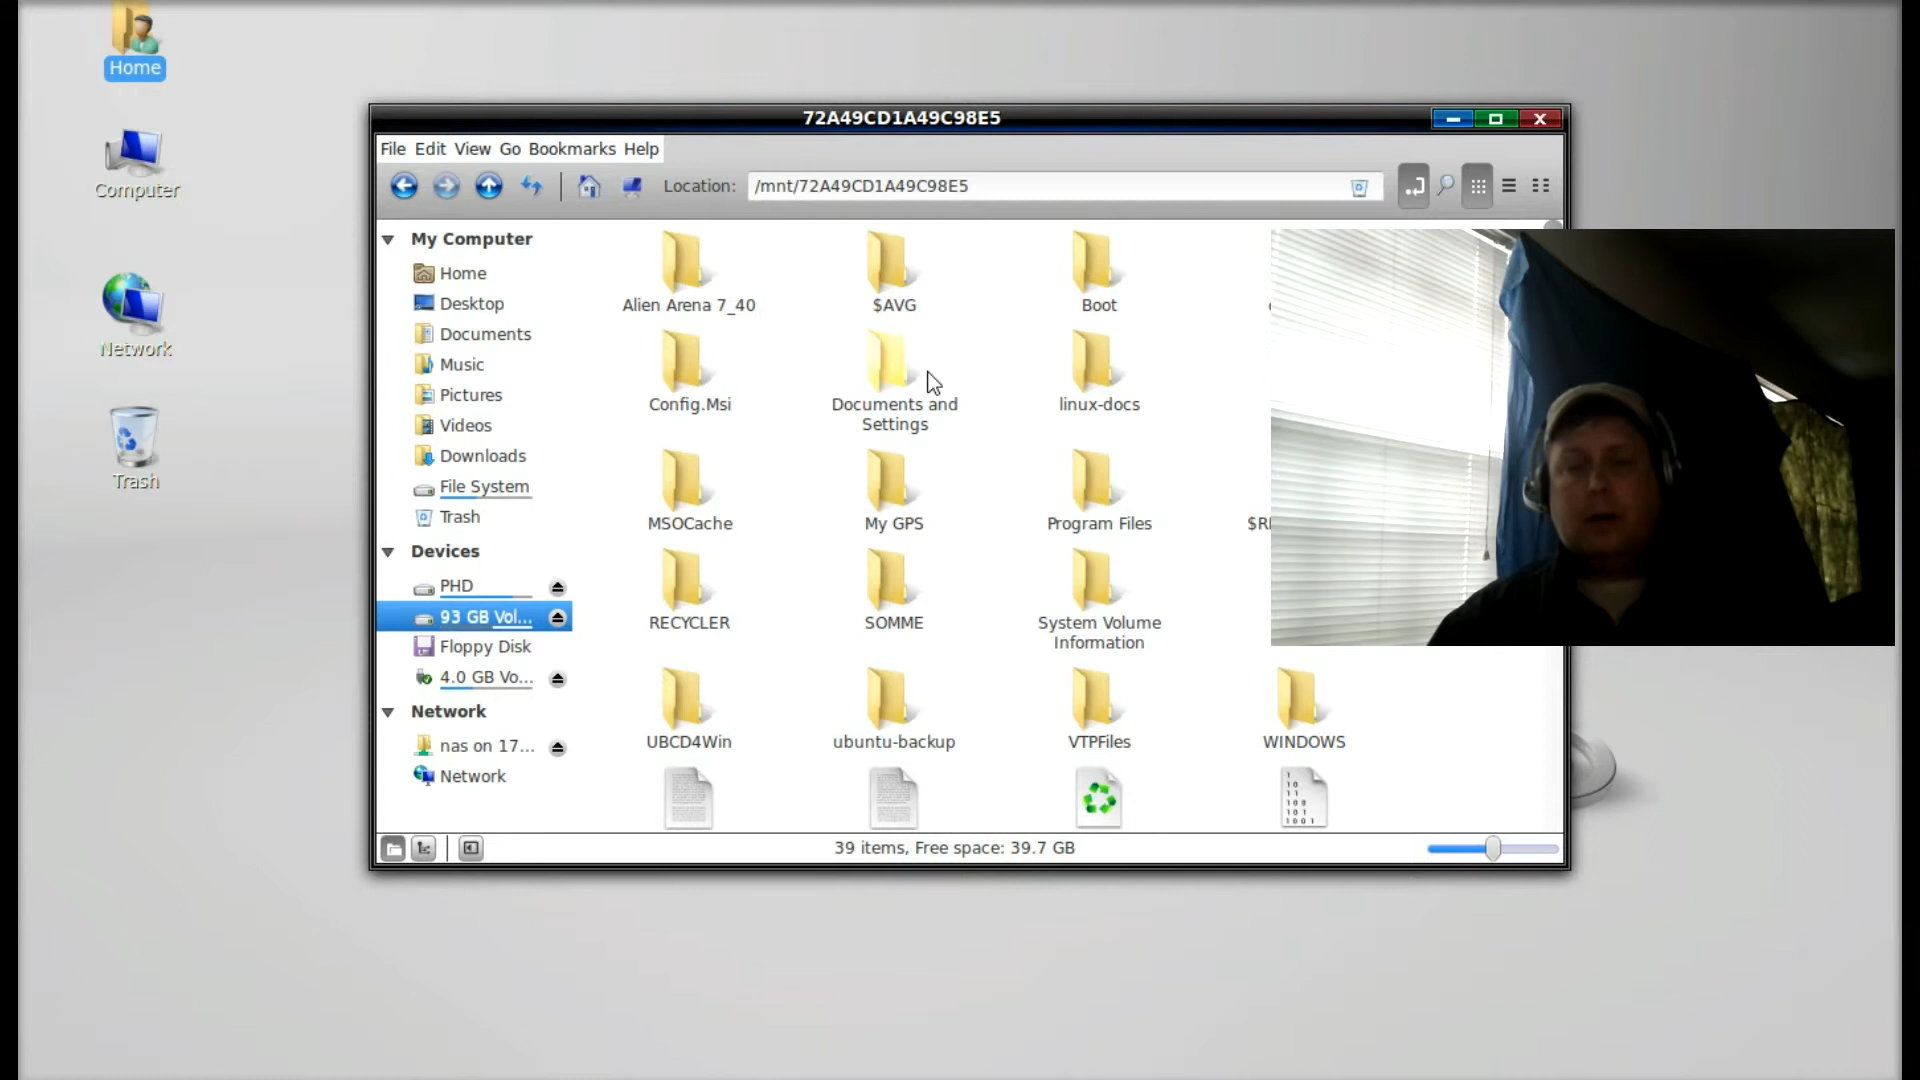 Home
Computer
Network
Trash
72A49CD1A49C98E5
File Edit View Go Bookmarks Help
Location: /mnt/72A49CD1A49C98E5
My Computer
Home
Desktop
Documents
Music
Pictures
Videos
Downloads
File System
Trash
Devices
PHD
93 GB Vol...
Floppy Disk
4.0 GB Vo...
Network
nas on 17...
Network
Alien Arena 7_40
$AVG
Boot
Config.Msi
Documents and
Settings
linux-docs
MSOCache
My GPS
Program Files
RECYCLER
SOMME
System Volume
Information
UBCD4Win
ubuntu-backup
VTPFiles
WINDOWS
39 items, Free space: 39.7 GB